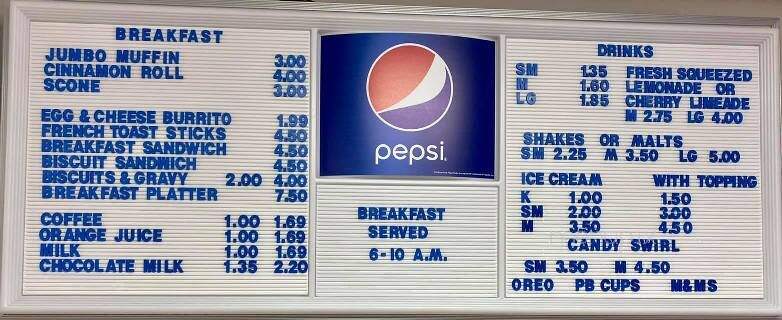 BREAKFAST
JUMBO MUFFIN 3.00
CINNAMON ROLL 4.00
SCONE 3.00
EGG & CHEESE BURRITO 1.99
FRENCH TOAST STICKS 4.50
BREAKFAST SANDWICH 4.50
BISCUIT SANDWICH 4.50
BISCUITS & GRAVY 2.00 4.00
BREAKFAST PLATTER 7.50
COFFEE 1.00 1.69
ORANGE JUICE 1.00 1.69
MILK 1.00 1.69
CHOCOLATE MILK 1.35 2.20
pepsi
BREAKFAST
SERVED
6-10 A.M.
DRINKS
SM 1.35 FRESH SQUEEZED
M 1.60 LEMONADE OR
LG 1.85 CHERRY LIMEADE
M 2.75 LG 4.00
SHAKES OR MALTS
SM 2.25 M 3.50 LG 5.00
ICE CREAM WITH TOPPING
K 1.00 1.50
SM 2.00 3.00
M 3.50 4.50
CANDY SWIRL
SM 3.50 M 4.50
OREO PB CUPS M&MS